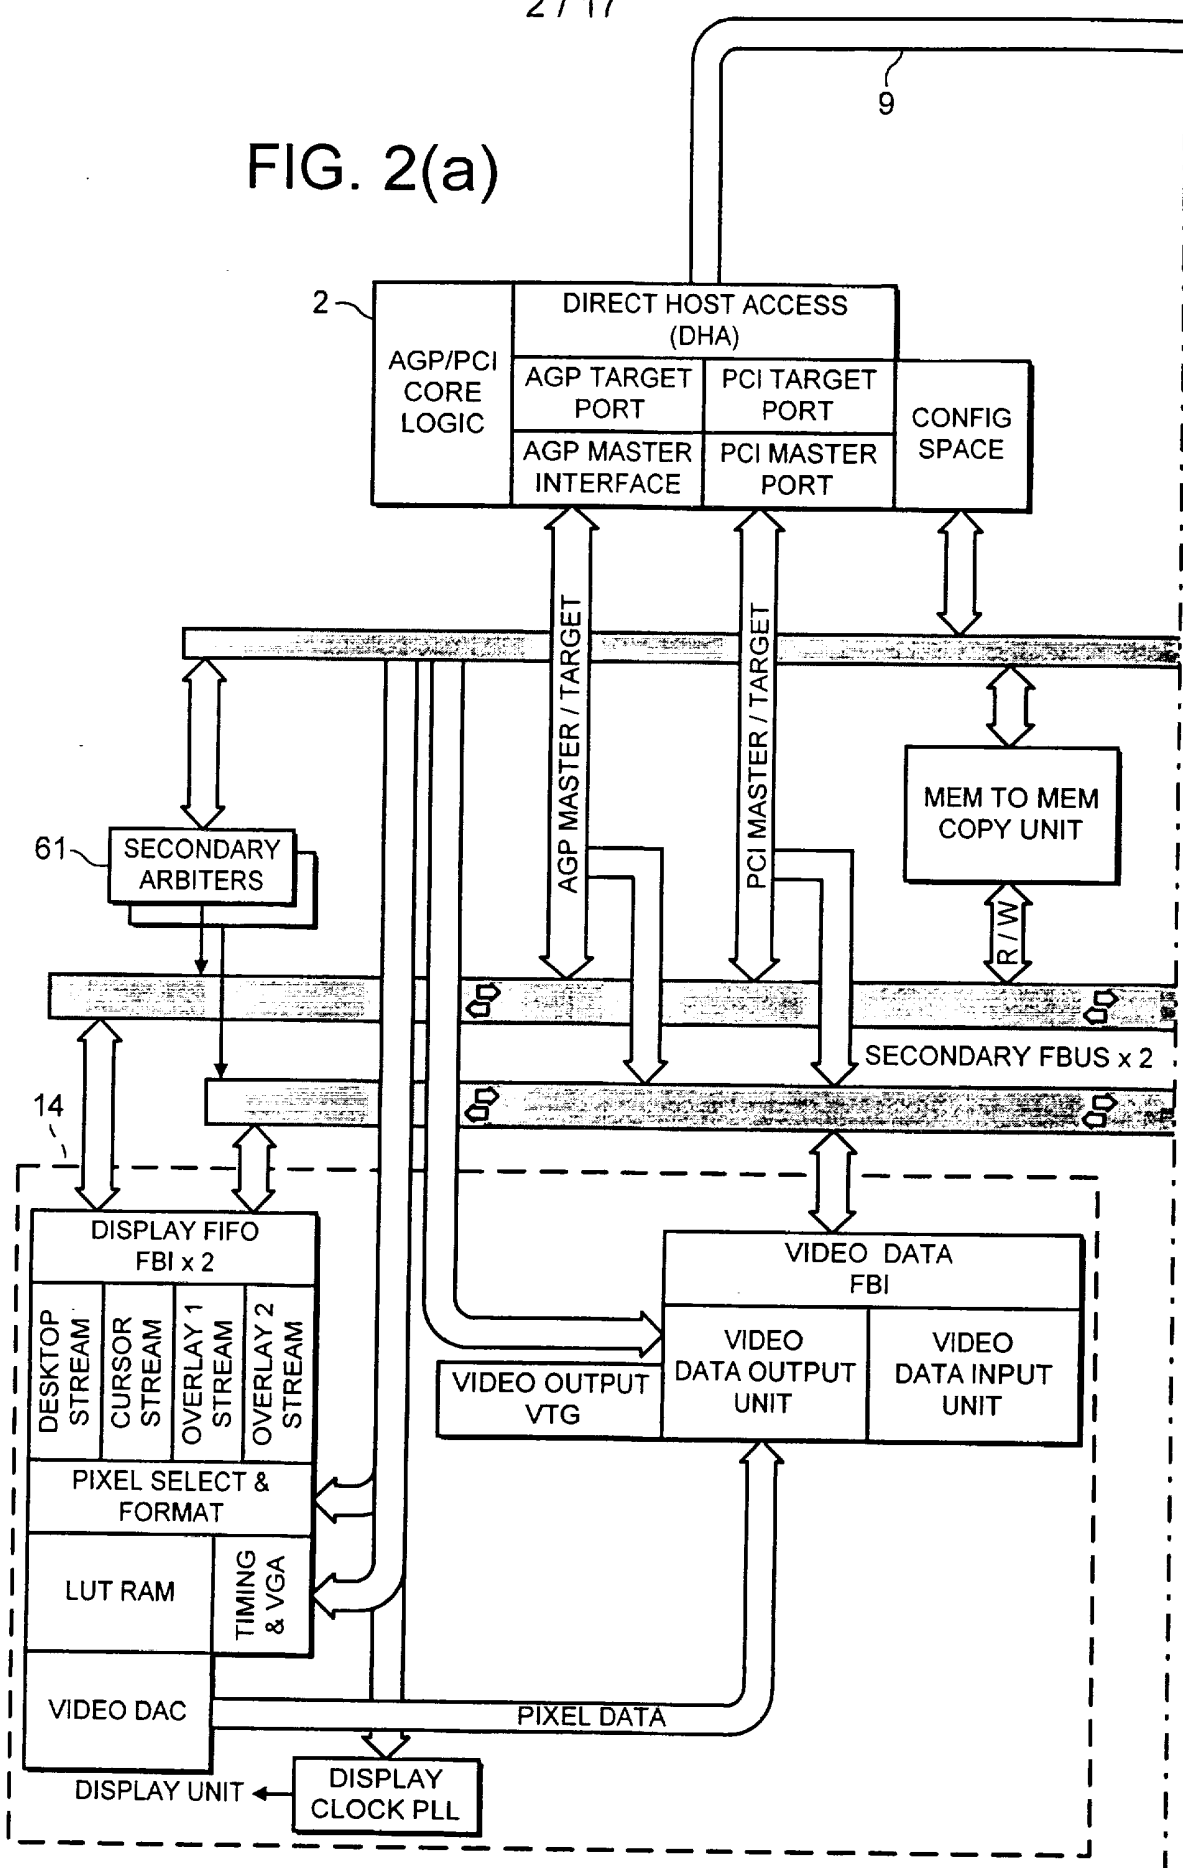 2 / 17
9
FIG. 2(a)
2
DIRECT HOST ACCESS
(DHA)
AGP/PCI
CORE
LOGIC
AGP TARGET
PORT
PCI TARGET
PORT
CONFIG
SPACE
AGP MASTER
INTERFACE
PCI MASTER
PORT
AGP MASTER / TARGET
PCI MASTER / TARGET
MEM TO MEM
COPY UNIT
61
SECONDARY
ARBITERS
R / W
SECONDARY FBUS x 2
14
DISPLAY FIFO
FBI x 2
VIDEO DATA
FBI
DESKTOP
STREAM
CURSOR
STREAM
OVERLAY 1
STREAM
OVERLAY 2
STREAM
VIDEO
DATA OUTPUT
UNIT
VIDEO
DATA INPUT
UNIT
VIDEO OUTPUT
VTG
PIXEL SELECT &
FORMAT
LUT RAM
TIMING
& VGA
VIDEO DAC
PIXEL DATA
DISPLAY UNIT
DISPLAY
CLOCK PLL